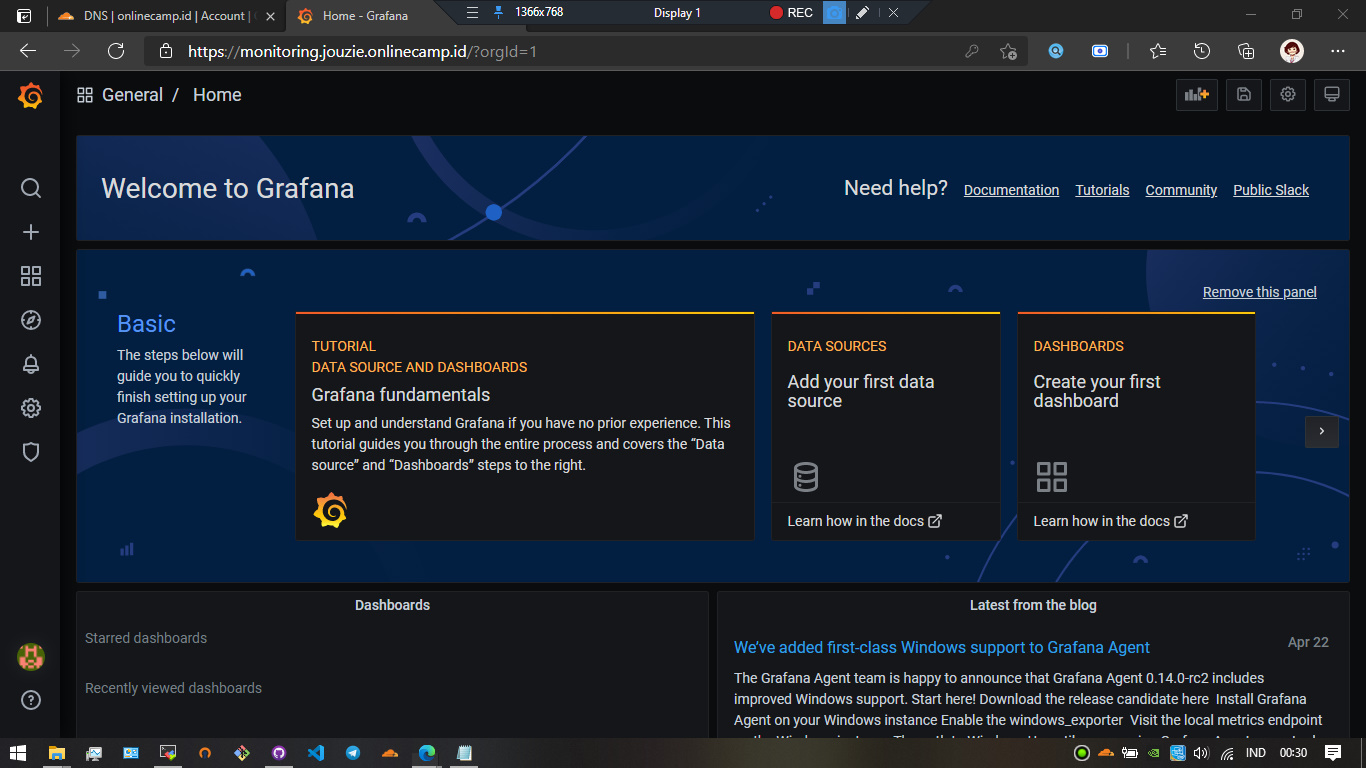 DNS | onlinecamp.id | Account |
Home - Grafana
1366x768
Display 1
REC
https://monitoring.jouzie.onlinecamp.id/?orgId=1
General / Home
Welcome to Grafana
Need help?
Documentation
Tutorials
Community
Public Slack
Remove this panel
Basic
The steps below will
guide you to quickly
finish setting up your
Grafana installation.
TUTORIAL
DATA SOURCE AND DASHBOARDS
Grafana fundamentals
Set up and understand Grafana if you have no prior experience. This
tutorial guides you through the entire process and covers the “Data
source” and “Dashboards” steps to the right.
DATA SOURCES
Add your first data
source
Learn how in the docs
DASHBOARDS
Create your first
dashboard
Learn how in the docs
Dashboards
Starred dashboards
Recently viewed dashboards
Latest from the blog
We've added first-class Windows support to Grafana Agent
Apr 22
The Grafana Agent team is happy to announce that Grafana Agent 0.14.0-rc2 includes
improved Windows support. Start here! Download the release candidate here Install Grafana
Agent on your Windows instance Enable the windows_exporter Visit the local metrics endpoint
IND
00:30